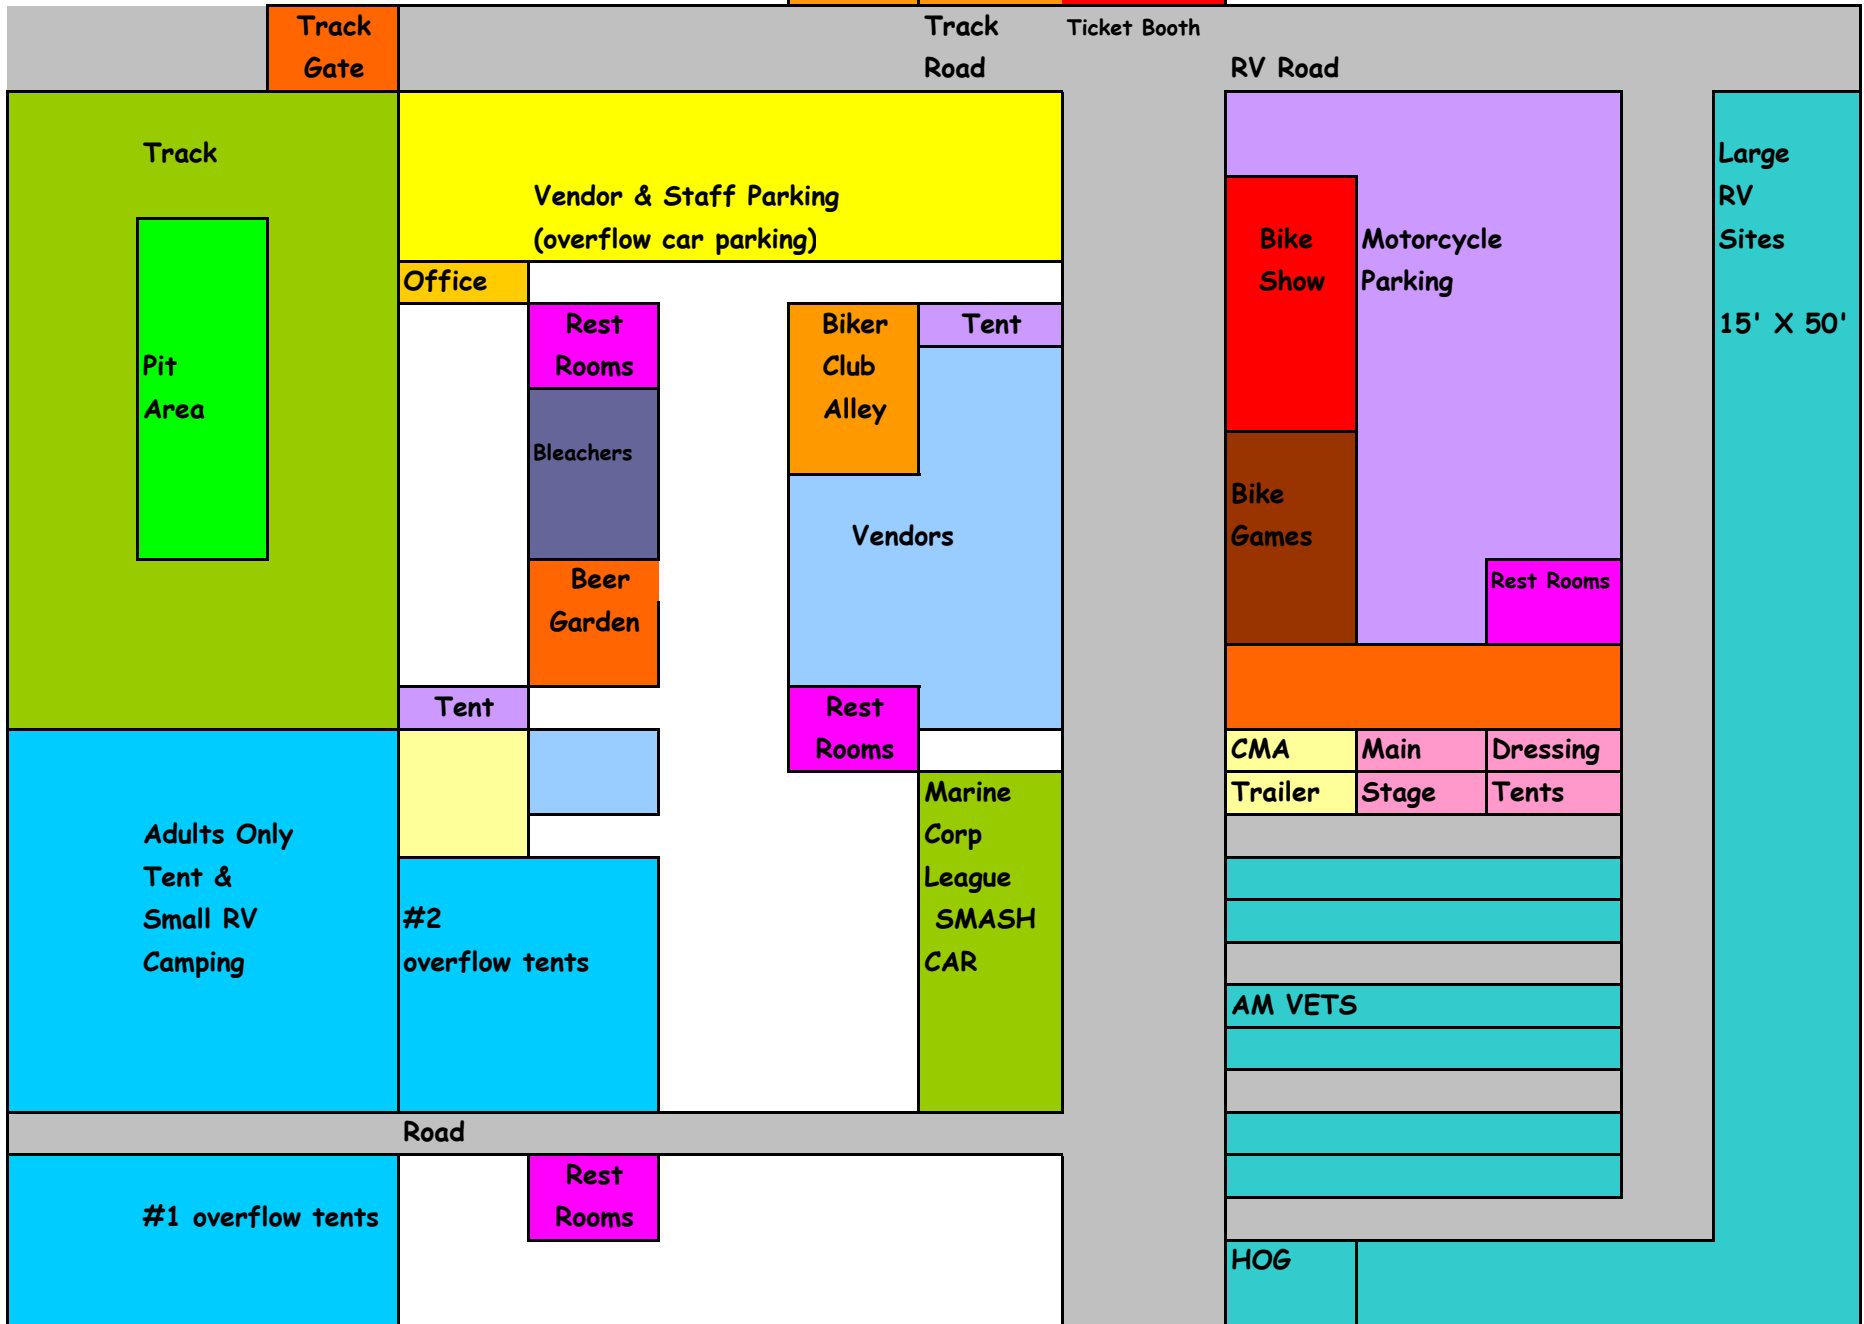 Track
Gate
Track
Road
Ticket Booth
RV Road
Track
Vendor & Staff Parking
(overflow car parking)
Large
RV
Sites
15' X 50'
Bike
Show
Motorcycle
Parking
Office
Rest
Rooms
Biker
Club
Alley
Tent
Pit
Area
Bleachers
Bike
Games
Vendors
Beer
Garden
Rest Rooms
Tent
Rest
Rooms
CMA
Trailer
Main
Stage
Dressing
Tents
Marine
Corp
League
SMASH
CAR
Adults Only
Tent &
Small RV
Camping
#2
overflow tents
AM VETS
Road
Rest
Rooms
#1 overflow tents
HOG